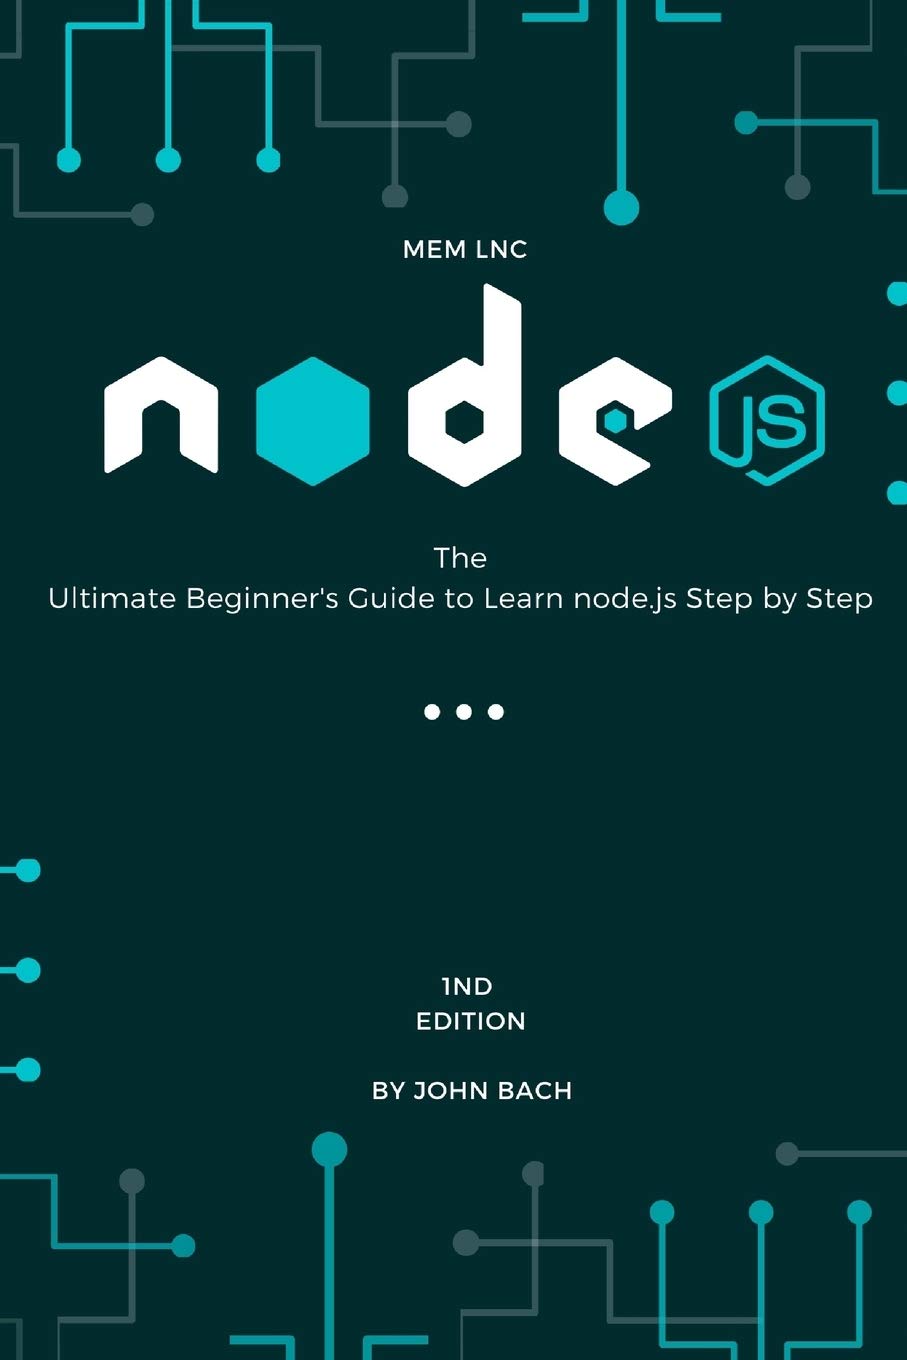 MEM LNC
node JS
The
Ultimate Beginner's Guide to Learn node.js Step by Step
1ND
EDITION
BY JOHN BACH